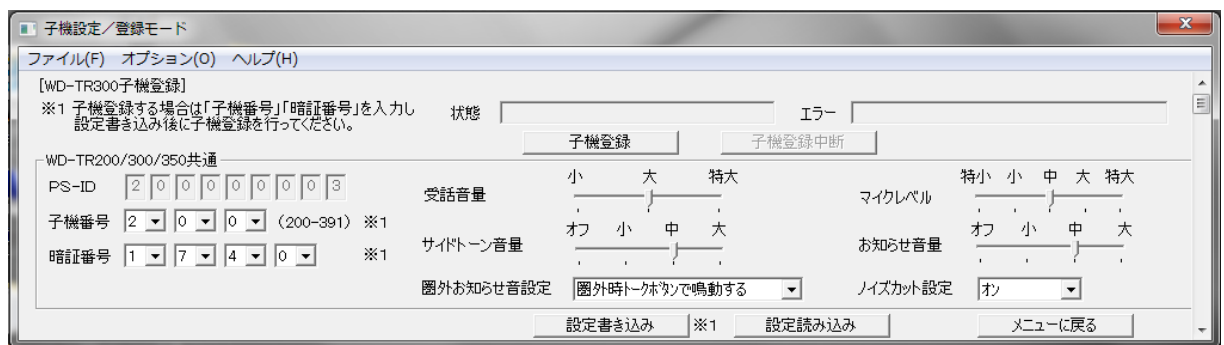 子機設定／登録モード
ファイル(F) オプション(O) ヘルプ(H)
[WD-TR300子機登録]
※1 子機登録する場合は「子機番号」「暗証番号」を入力し
設定書き込み後に子機登録を行ってください。
状態 エラー
子機登録 子機登録中断
WD-TR200/300/350共通
PS-ID 2 0 0 0 0 0 0 0 3
子機番号 2 0 0 (200-391) ※1
暗証番号 1 7 4 0 ※1
受話音量 小 大 特大
マイクレベル 特小 小 中 大 特大
サイドトーン音量 オフ 小 中 大
お知らせ音量 オフ 小 中 大
圏外お知らせ音設定 圏外時トークボタンで鳴動する
ノイズカット設定 オン
設定書き込み ※1 設定読み込み メニューに戻る